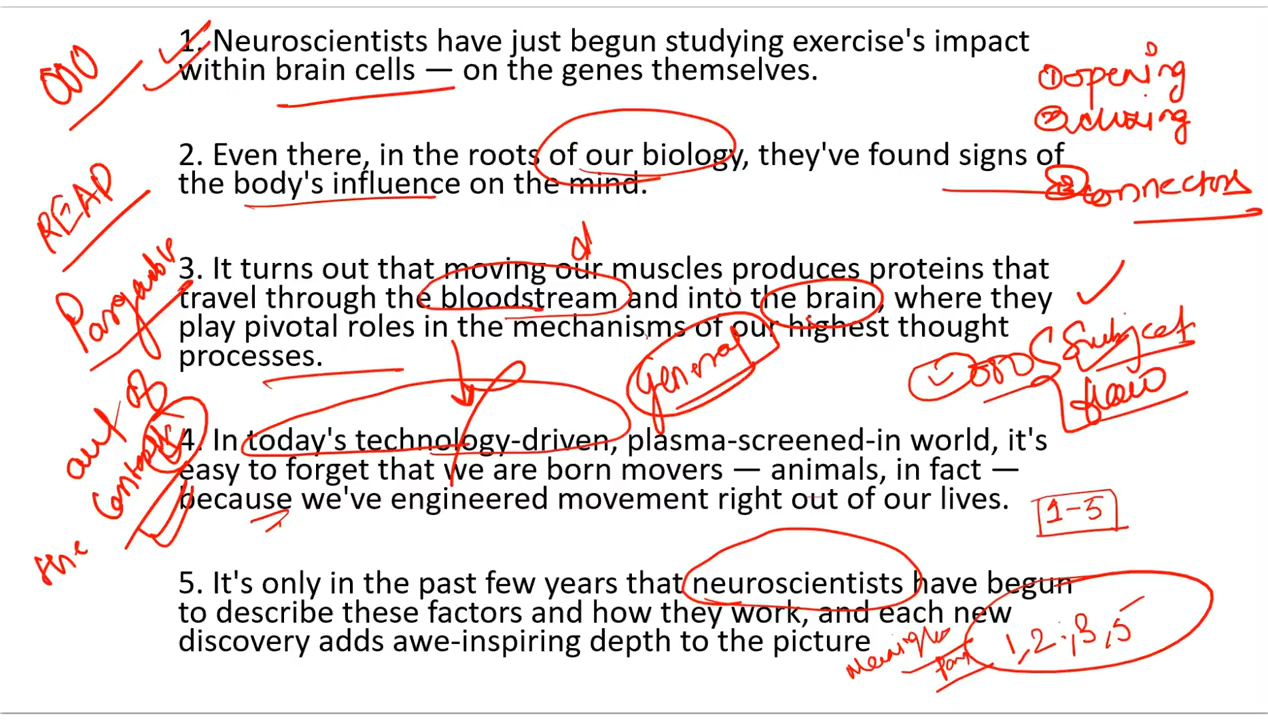 1. Neuroscientists have just begun studying exercise's impact
within brain cells — on the genes themselves.
2. Even there, in the roots of our biology, they've found signs of
the body's influence on the mind.
3. It turns out that moving our muscles produces proteins that
travel through the bloodstream and into the brain, where they
play pivotal roles in the mechanisms of our highest thought
processes.
4. In today's technology-driven, plasma-screened-in world, it's
easy to forget that we are born movers — animals, in fact —
because we've engineered movement right out of our lives.
5. It's only in the past few years that neuroscientists have begun
to describe these factors and how they work, and each new
discovery adds awe-inspiring depth to the picture
READ
out of
the
General
① opening
connectors
Subject
1-5
1,2,3,5